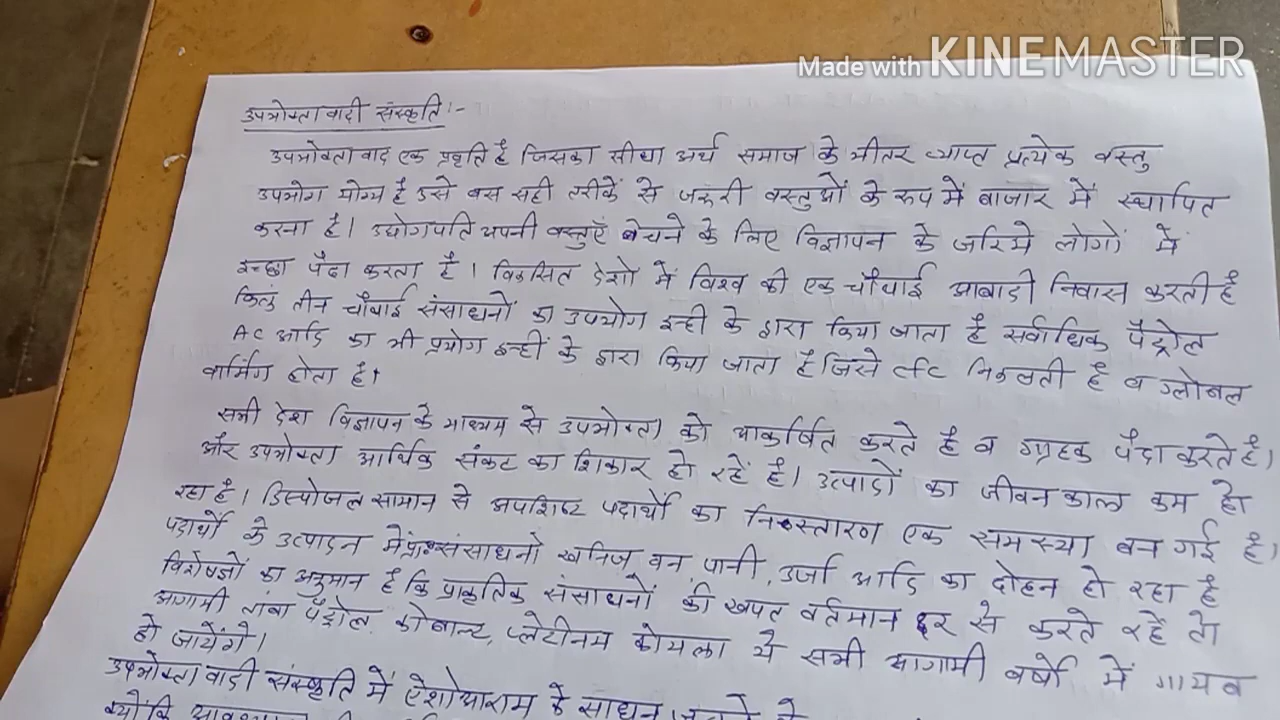 Made with KINEMASTER
उपभोक्तावादी संस्कृति :-
उपभोक्तावाद एक प्रवृति है जिसका सीधा अर्थ समाज के भीतर व्याप्त प्रत्येक वस्तु
उपभोग योग्य है उसे बस सही तरीकें से जरुरी वस्तुओं के रूप में बाजार में स्थापित
करना है। उद्योगपति अपनी वस्तुएँ बेचने के लिए विज्ञापन के जरिये लोगों में
इच्छा पैदा करता है। विकसित देशो में विश्व की एक चौथाई आबादी निवास करती है
किन्तु तीन चौथाई संसाधनों का उपयोग इन्ही के द्वारा किया जाता है सर्वाधिक पैट्रोल
AC आदि का भी प्रयोग इन्हीं के द्वारा किया जाता है जिसे CFC निकलती है व ग्लोबल
वार्मिंग होता है।
सभी देश विज्ञापन के माध्यम से उपभोक्ता को आकर्षित करते है व ग्राहक पैदा करते है।
और उपभोक्ता आर्थिक संकट का शिकार हो रहें है। उत्पादों का जीवन काल कम हो
रहा है। डिस्पोजल सामान से अपशिष्ट पदार्थो का निस्तारण एक समस्या बन गई है।
पदार्थो के उत्पादन में संसाधनो खनिज वन, पानी, उर्जा आदि का दोहन हो रहा है
विशेषज्ञों का अनुमान है कि प्राकृतिक संसाधनों की खपत वर्तमान दर से करते रहें तो
आगामी तांबा पैट्रोल, कोबाल्ट, प्लेटीनम कोयला ये सभी आगामी वर्षो में गायब
हो जायेंगे।
उपभोक्तावादी संस्कृति में ऐशोआराम के साधन
क्योंकि